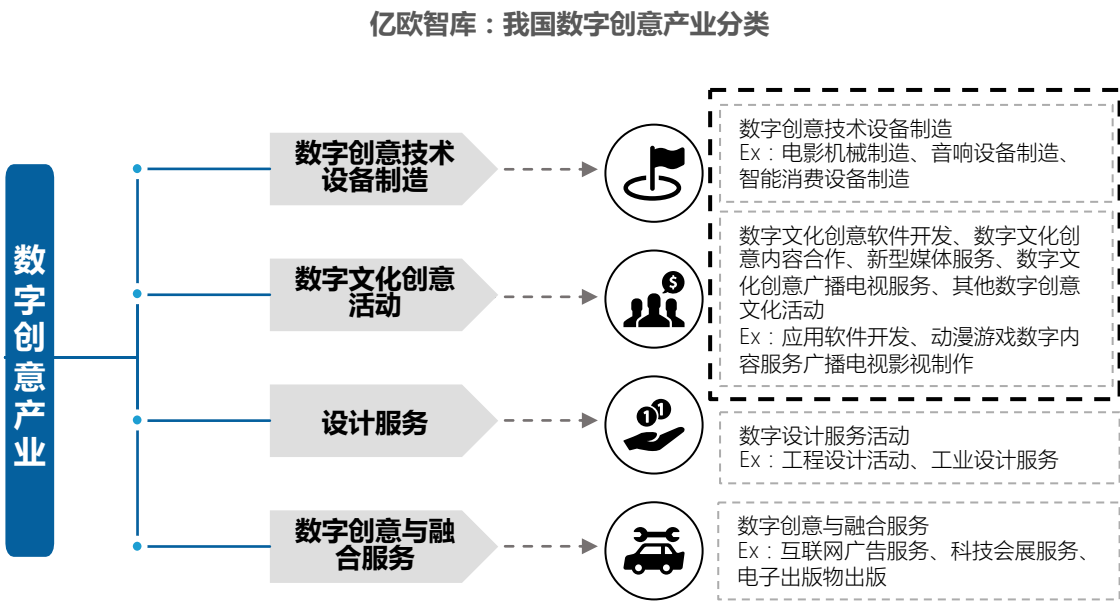 亿欧智库：我国数字创意产业分类
数字创意产业
数字创意技术
设备制造
数字创意技术设备制造
Ex：电影机械制造、音响设备制造、
智能消费设备制造
数字文化创意
活动
$
数字文化创意软件开发、数字文化创
意内容合作、新型媒体服务、数字文
化创意广播电视服务、其他数字创意
文化活动
Ex：应用软件开发、动漫游戏数字内
容服务广播电视影视制作
设计服务
1 1
数字设计服务活动
Ex：工程设计活动、工业设计服务
数字创意与融
合服务
数字创意与融合服务
Ex：互联网广告服务、科技会展服务、
电子出版物出版